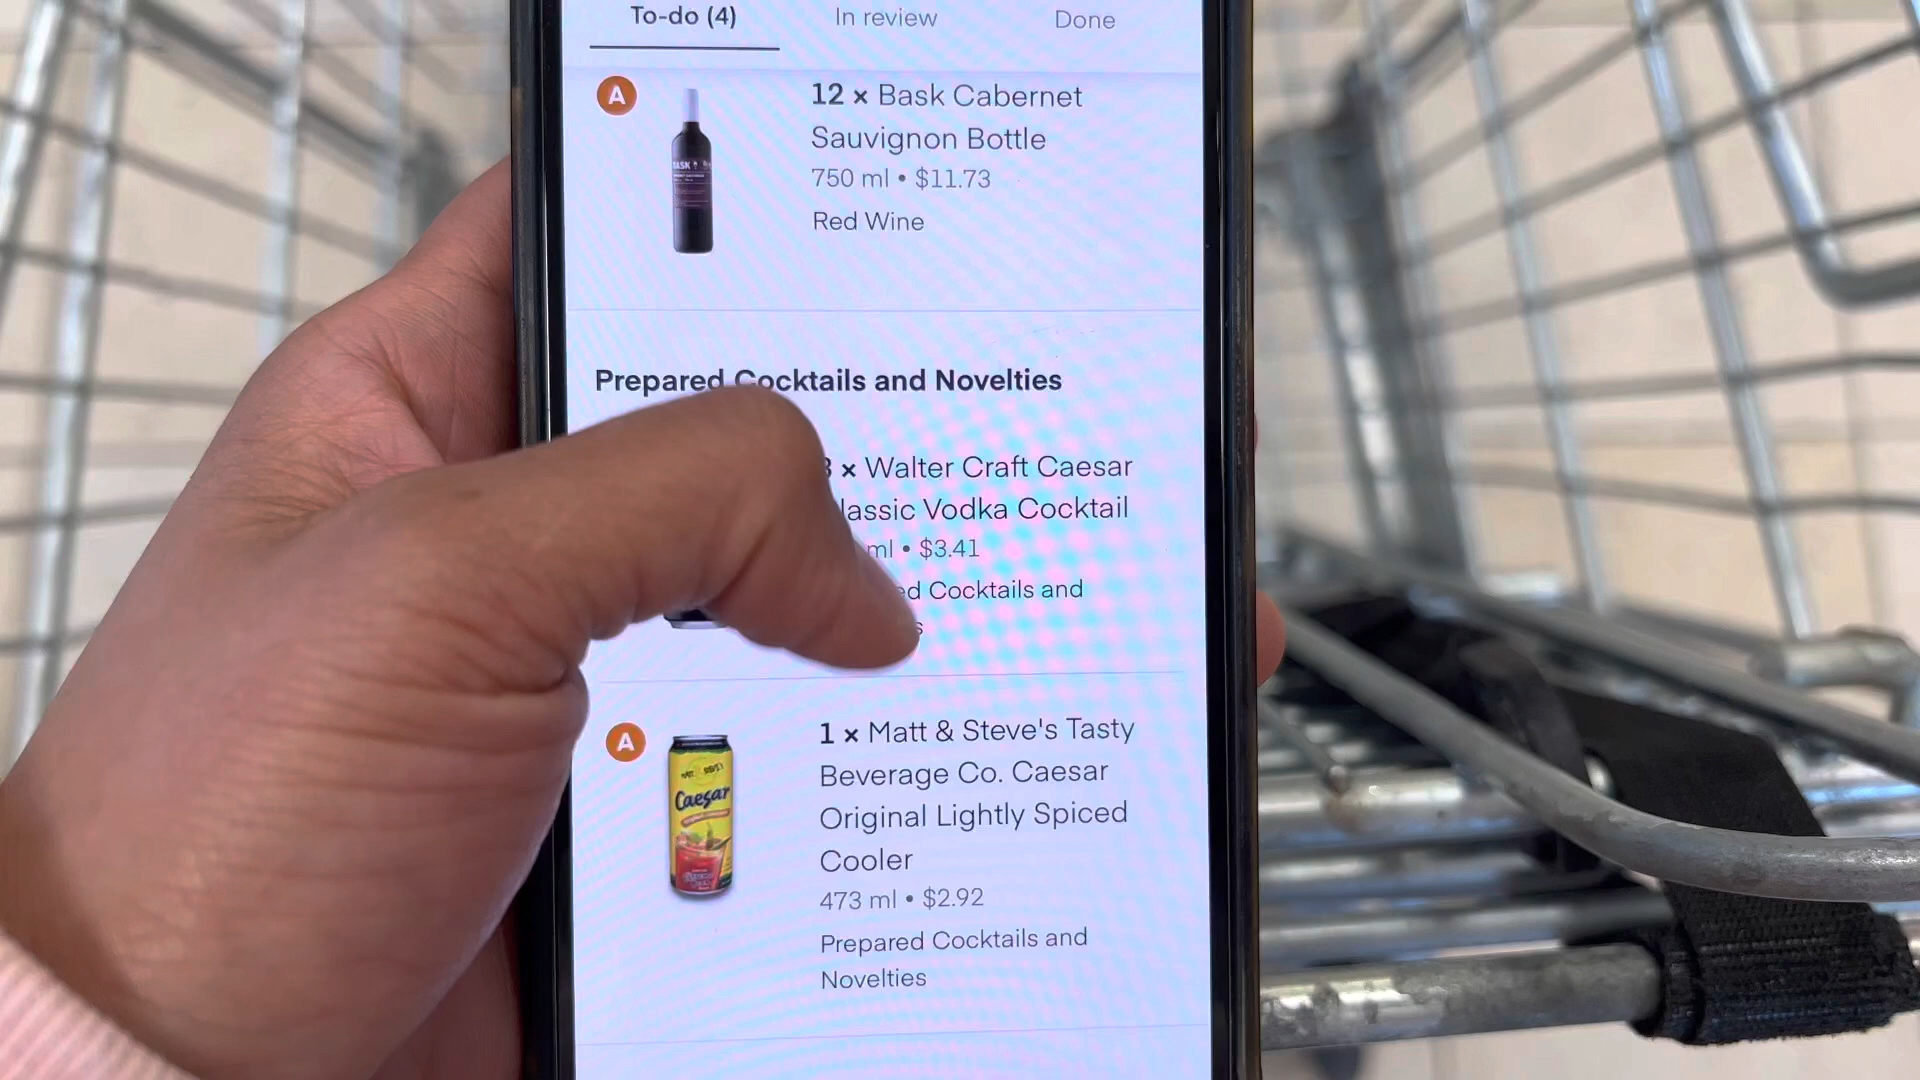 To-do (4)
In review
Done
A
12 × Bask Cabernet
Sauvignon Bottle
750 ml • $11.73
Red Wine
BASK
Prepared Cocktails and Novelties
× Walter Craft Caesar
Vodka Cocktail
ml • $3.41
Cocktails and
A
1 × Matt & Steve's Tasty
Beverage Co. Caesar
Original Lightly Spiced
Cooler
473 ml • $2.92
Prepared Cocktails and
Novelties
Caesar